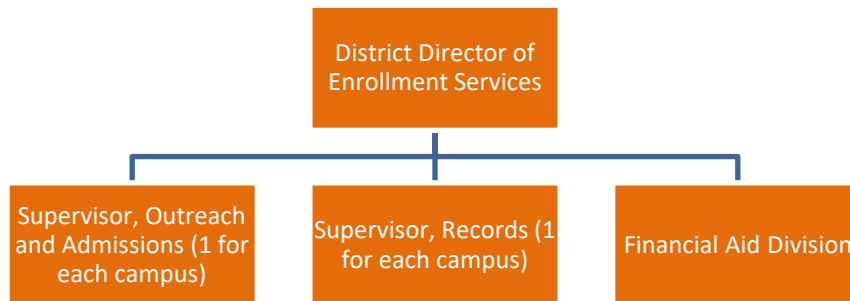 District Director of
Enrollment Services
Supervisor, Outreach
and Admissions (1 for
each campus)
Supervisor, Records (1
for each campus)
Financial Aid Division